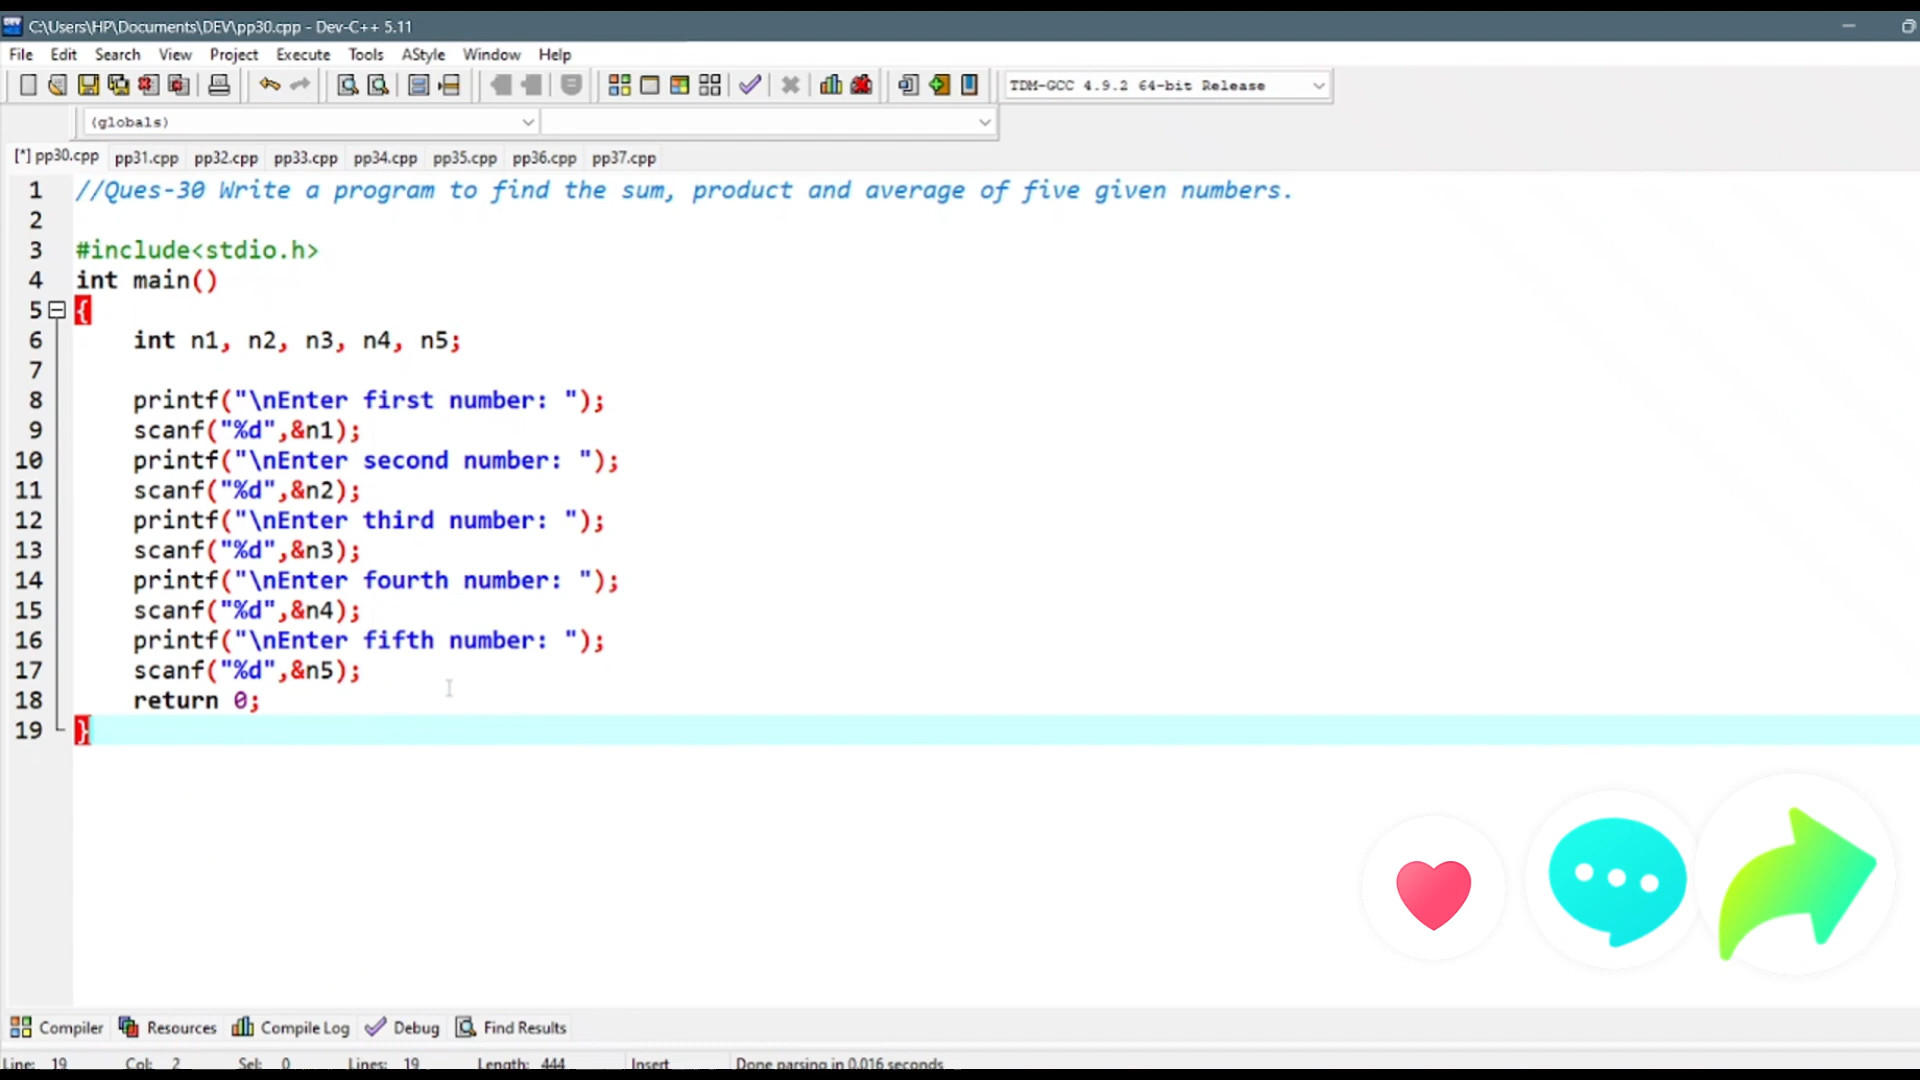 C:\Users\HP\Documents\DEV\pp30.cpp - Dev-C++ 5.11
File Edit Search View Project Execute Tools AStyle Window Help
TDM-GCC 4.9.2 64-bit Release
(globals)
[*] pp30.cpp pp31.cpp pp32.cpp pp33.cpp pp34.cpp pp35.cpp pp36.cpp pp37.cpp
1 //Ques-30 Write a program to find the sum, product and average of five given numbers.
2
3 #include<stdio.h>
4 int main()
5 {
6 int n1, n2, n3, n4, n5;
7
8 printf("\nEnter first number: ");
9 scanf("%d",&n1);
10 printf("\nEnter second number: ");
11 scanf("%d",&n2);
12 printf("\nEnter third number: ");
13 scanf("%d",&n3);
14 printf("\nEnter fourth number: ");
15 scanf("%d",&n4);
16 printf("\nEnter fifth number: ");
17 scanf("%d",&n5);
18 return 0;
19 }
Compiler Resources Compile Log Debug Find Results
Line: 19 Col: 2 Sel: 0 Lines: 19 Length: 444 Insert Done parsing in 0.016 seconds